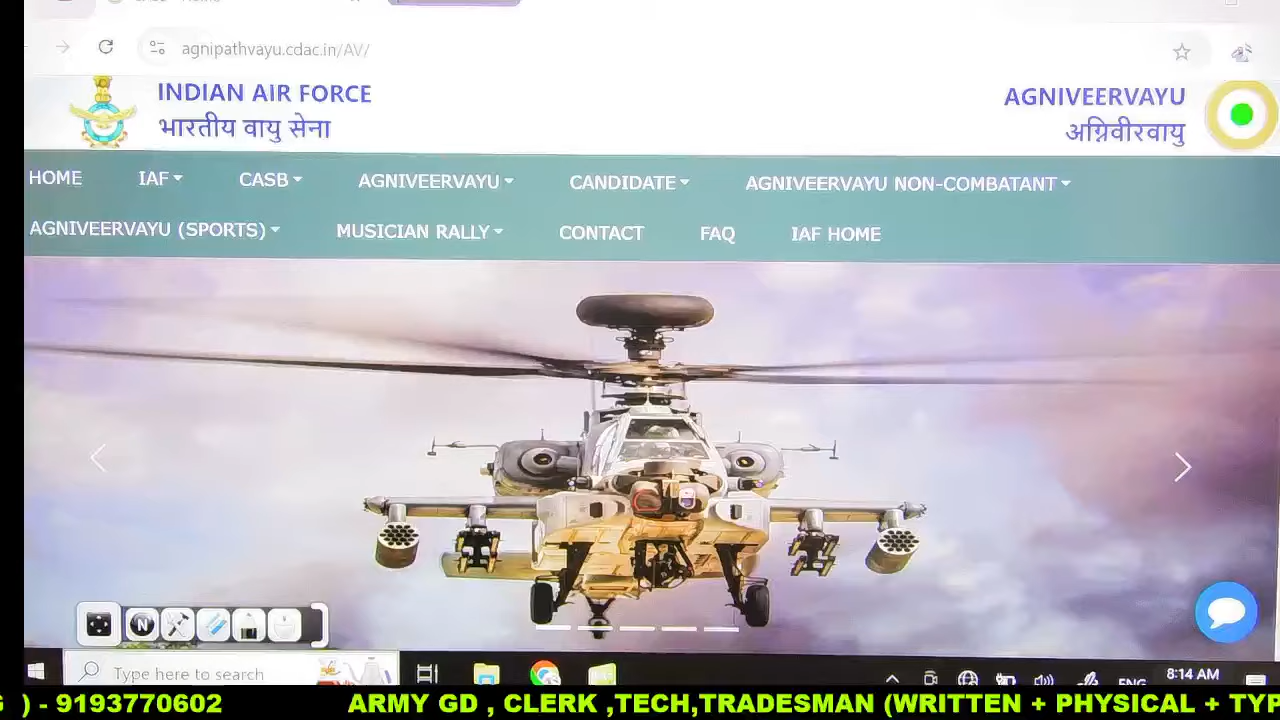 agnipathvayu.cdac.in/AV/
INDIAN AIR FORCE
भारतीय वायु सेना
AGNIVEERVAYU
अग्निवीरवायु
HOME IAF CASB AGNIVEERVAYU CANDIDATE AGNIVEERVAYU NON-COMBATANT
AGNIVEERVAYU (SPORTS) MUSICIAN RALLY CONTACT FAQ IAF HOME
N
Type here to search
ENG
8:14 AM
) - 9193770602 ARMY GD , CLERK ,TECH,TRADESMAN (WRITTEN + PHYSICAL + TYP